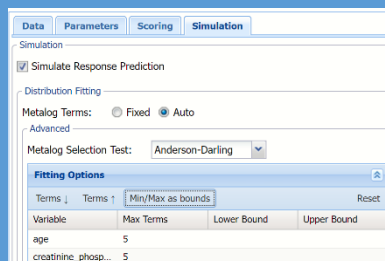 Data Parameters Scoring Simulation
Simulation
Simulate Response Prediction
Distribution Fitting
Metalog Terms: Fixed Auto
Advanced
Metalog Selection Test: Anderson-Darling
Fitting Options
Terms ↓ Terms ↑ Min/Max as bounds Reset
Variable Max Terms Lower Bound Upper Bound
age 5
creatinine_phosp... 5